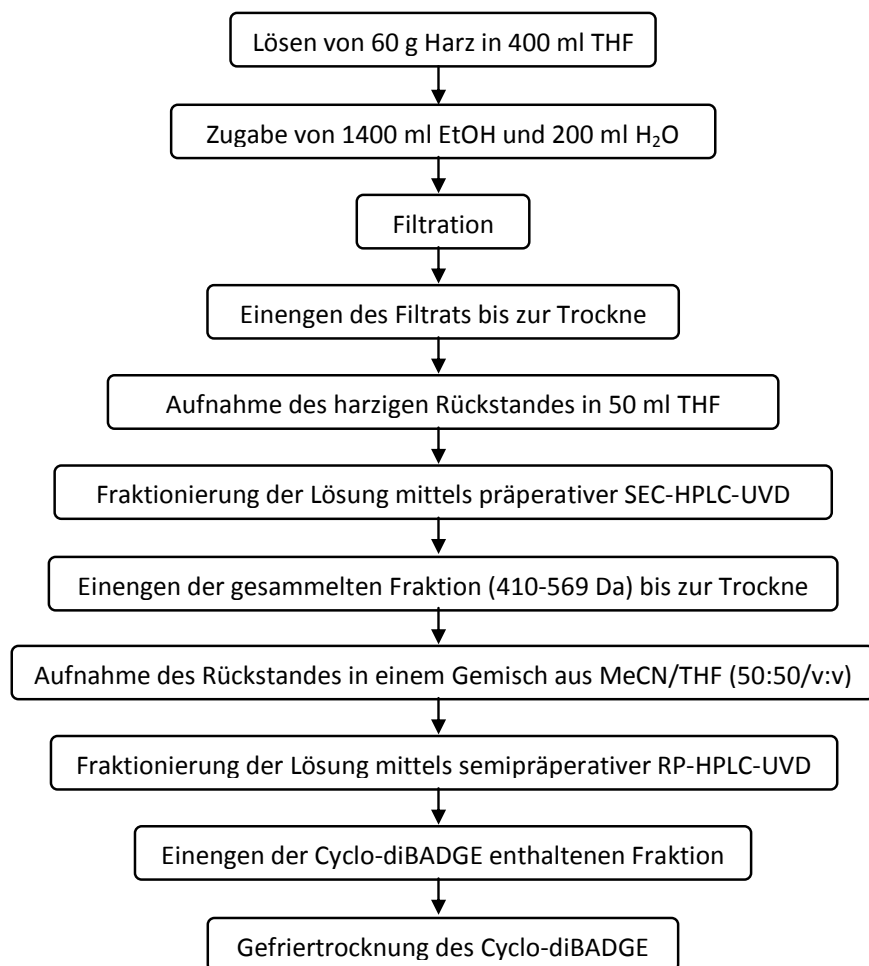 Lösen von 60 g Harz in 400 ml THF
Zugabe von 1400 ml EtOH und 200 ml H₂O
Filtration
Einengen des Filtrats bis zur Trockne
Aufnahme des harzigen Rückstandes in 50 ml THF
Fraktionierung der Lösung mittels präperativer SEC-HPLC-UVD
Einengen der gesammelten Fraktion (410-569 Da) bis zur Trockne
Aufnahme des Rückstandes in einem Gemisch aus MeCN/THF (50:50/v:v)
Fraktionierung der Lösung mittels semipräperativer RP-HPLC-UVD
Einengen der Cyclo-diBADGE enthaltenen Fraktion
Gefriertrocknung des Cyclo-diBADGE